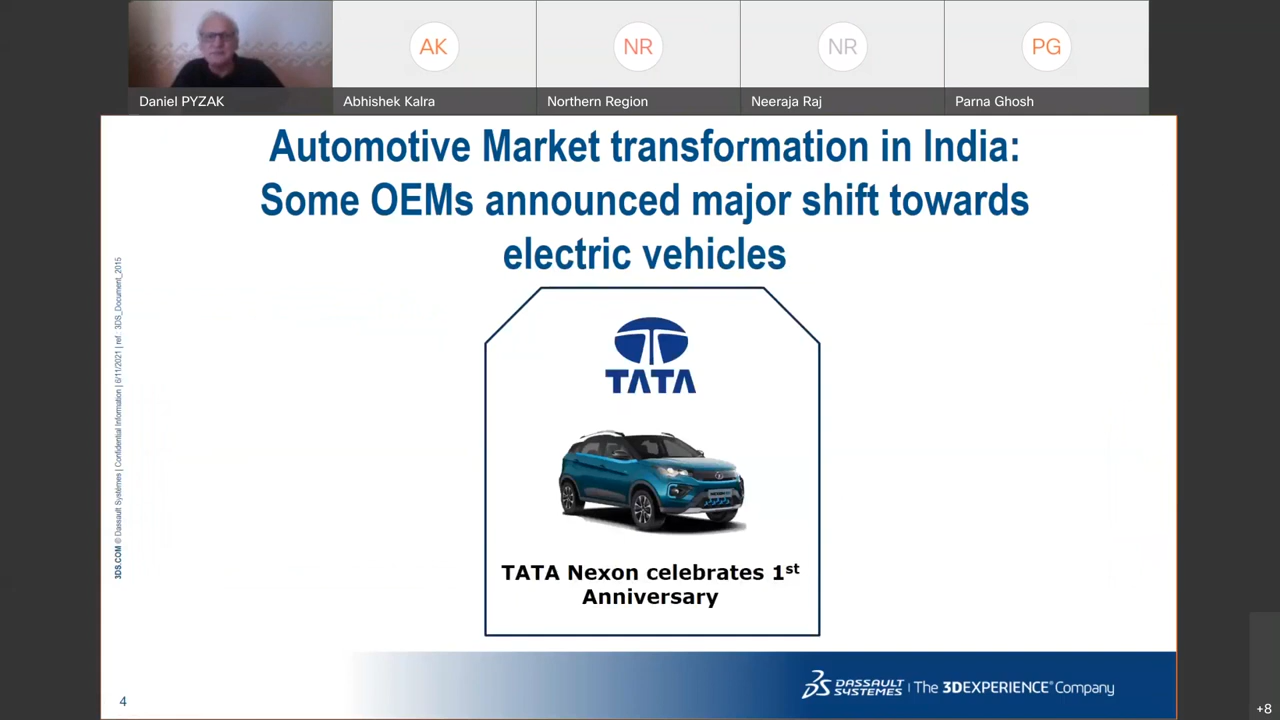 AK
NR
NR
PG
Daniel PYZAK
Abhishek Kalra
Northern Region
Neeraja Raj
Parna Ghosh
Automotive Market transformation in India:
Some OEMs announced major shift towards
electric vehicles
TATA
TATA Nexon celebrates 1st
Anniversary
3DS.COM © Dassault Systèmes | Confidential Information | 6/11/2021 | ref.: 3DS_Document_2015
4
DASSAULT
SYSTEMES | The 3DEXPERIENCE® Company
+8